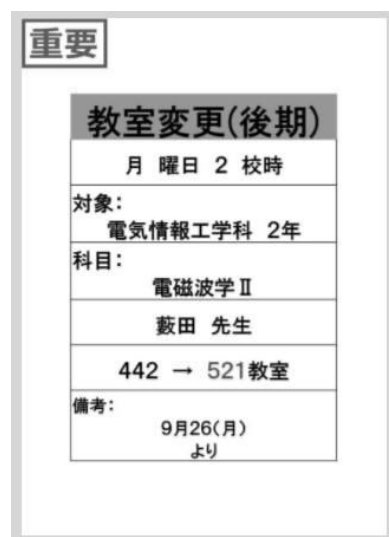 重要
教室変更(後期)
月 曜日 2 校時
対象:
電気情報工学科 2年
科目:
電磁波学Ⅱ
藪田 先生
442 → 521教室
備考:
9月26(月)
より